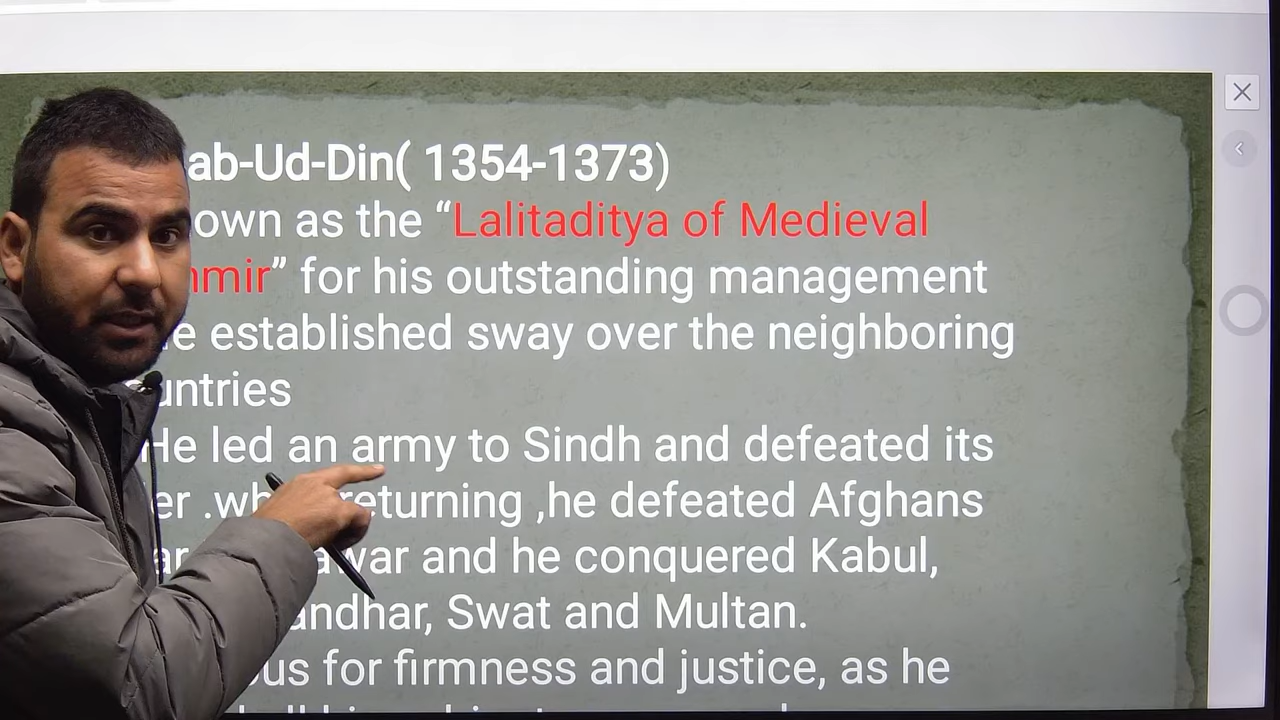 ab-Ud-Din( 1354-1373)
own as the “Lalitaditya of Medieval
mir” for his outstanding management
e established sway over the neighboring
untries
He led an army to Sindh and defeated its
er .wh returning ,he defeated Afghans
ar awar and he conquered Kabul,
andhar, Swat and Multan.
us for firmness and justice, as he